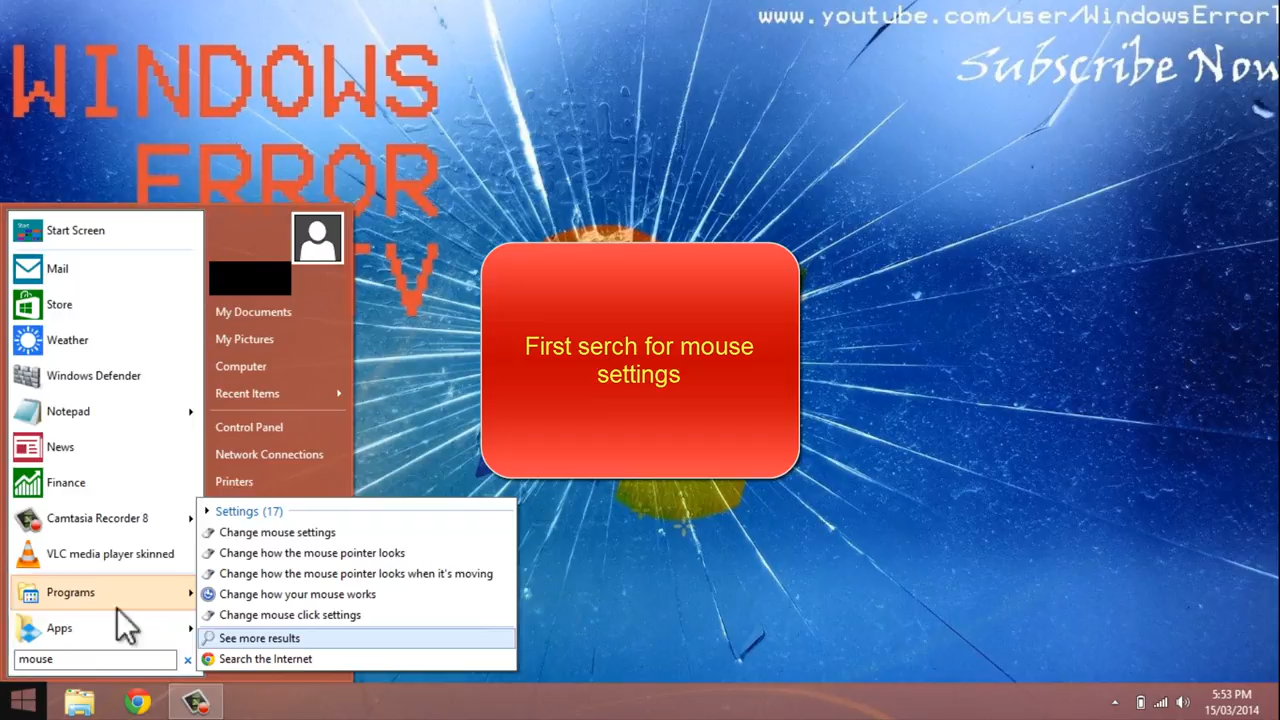 www.youtube.com/user/WindowsError
Subscribe Now
WINDOWS
ERROR
TV
Start Screen
Mail
Store
Weather
Windows Defender
Notepad
News
Finance
Camtasia Recorder 8
VLC media player skinned
Programs
Apps
mouse
My Documents
My Pictures
Computer
Recent Items
Control Panel
Network Connections
Printers
Settings (17)
Change mouse settings
Change how the mouse pointer looks
Change how the mouse pointer looks when it's moving
Change how your mouse works
Change mouse click settings
See more results
Search the Internet
First serch for mouse
settings
5:53 PM
15/03/2014